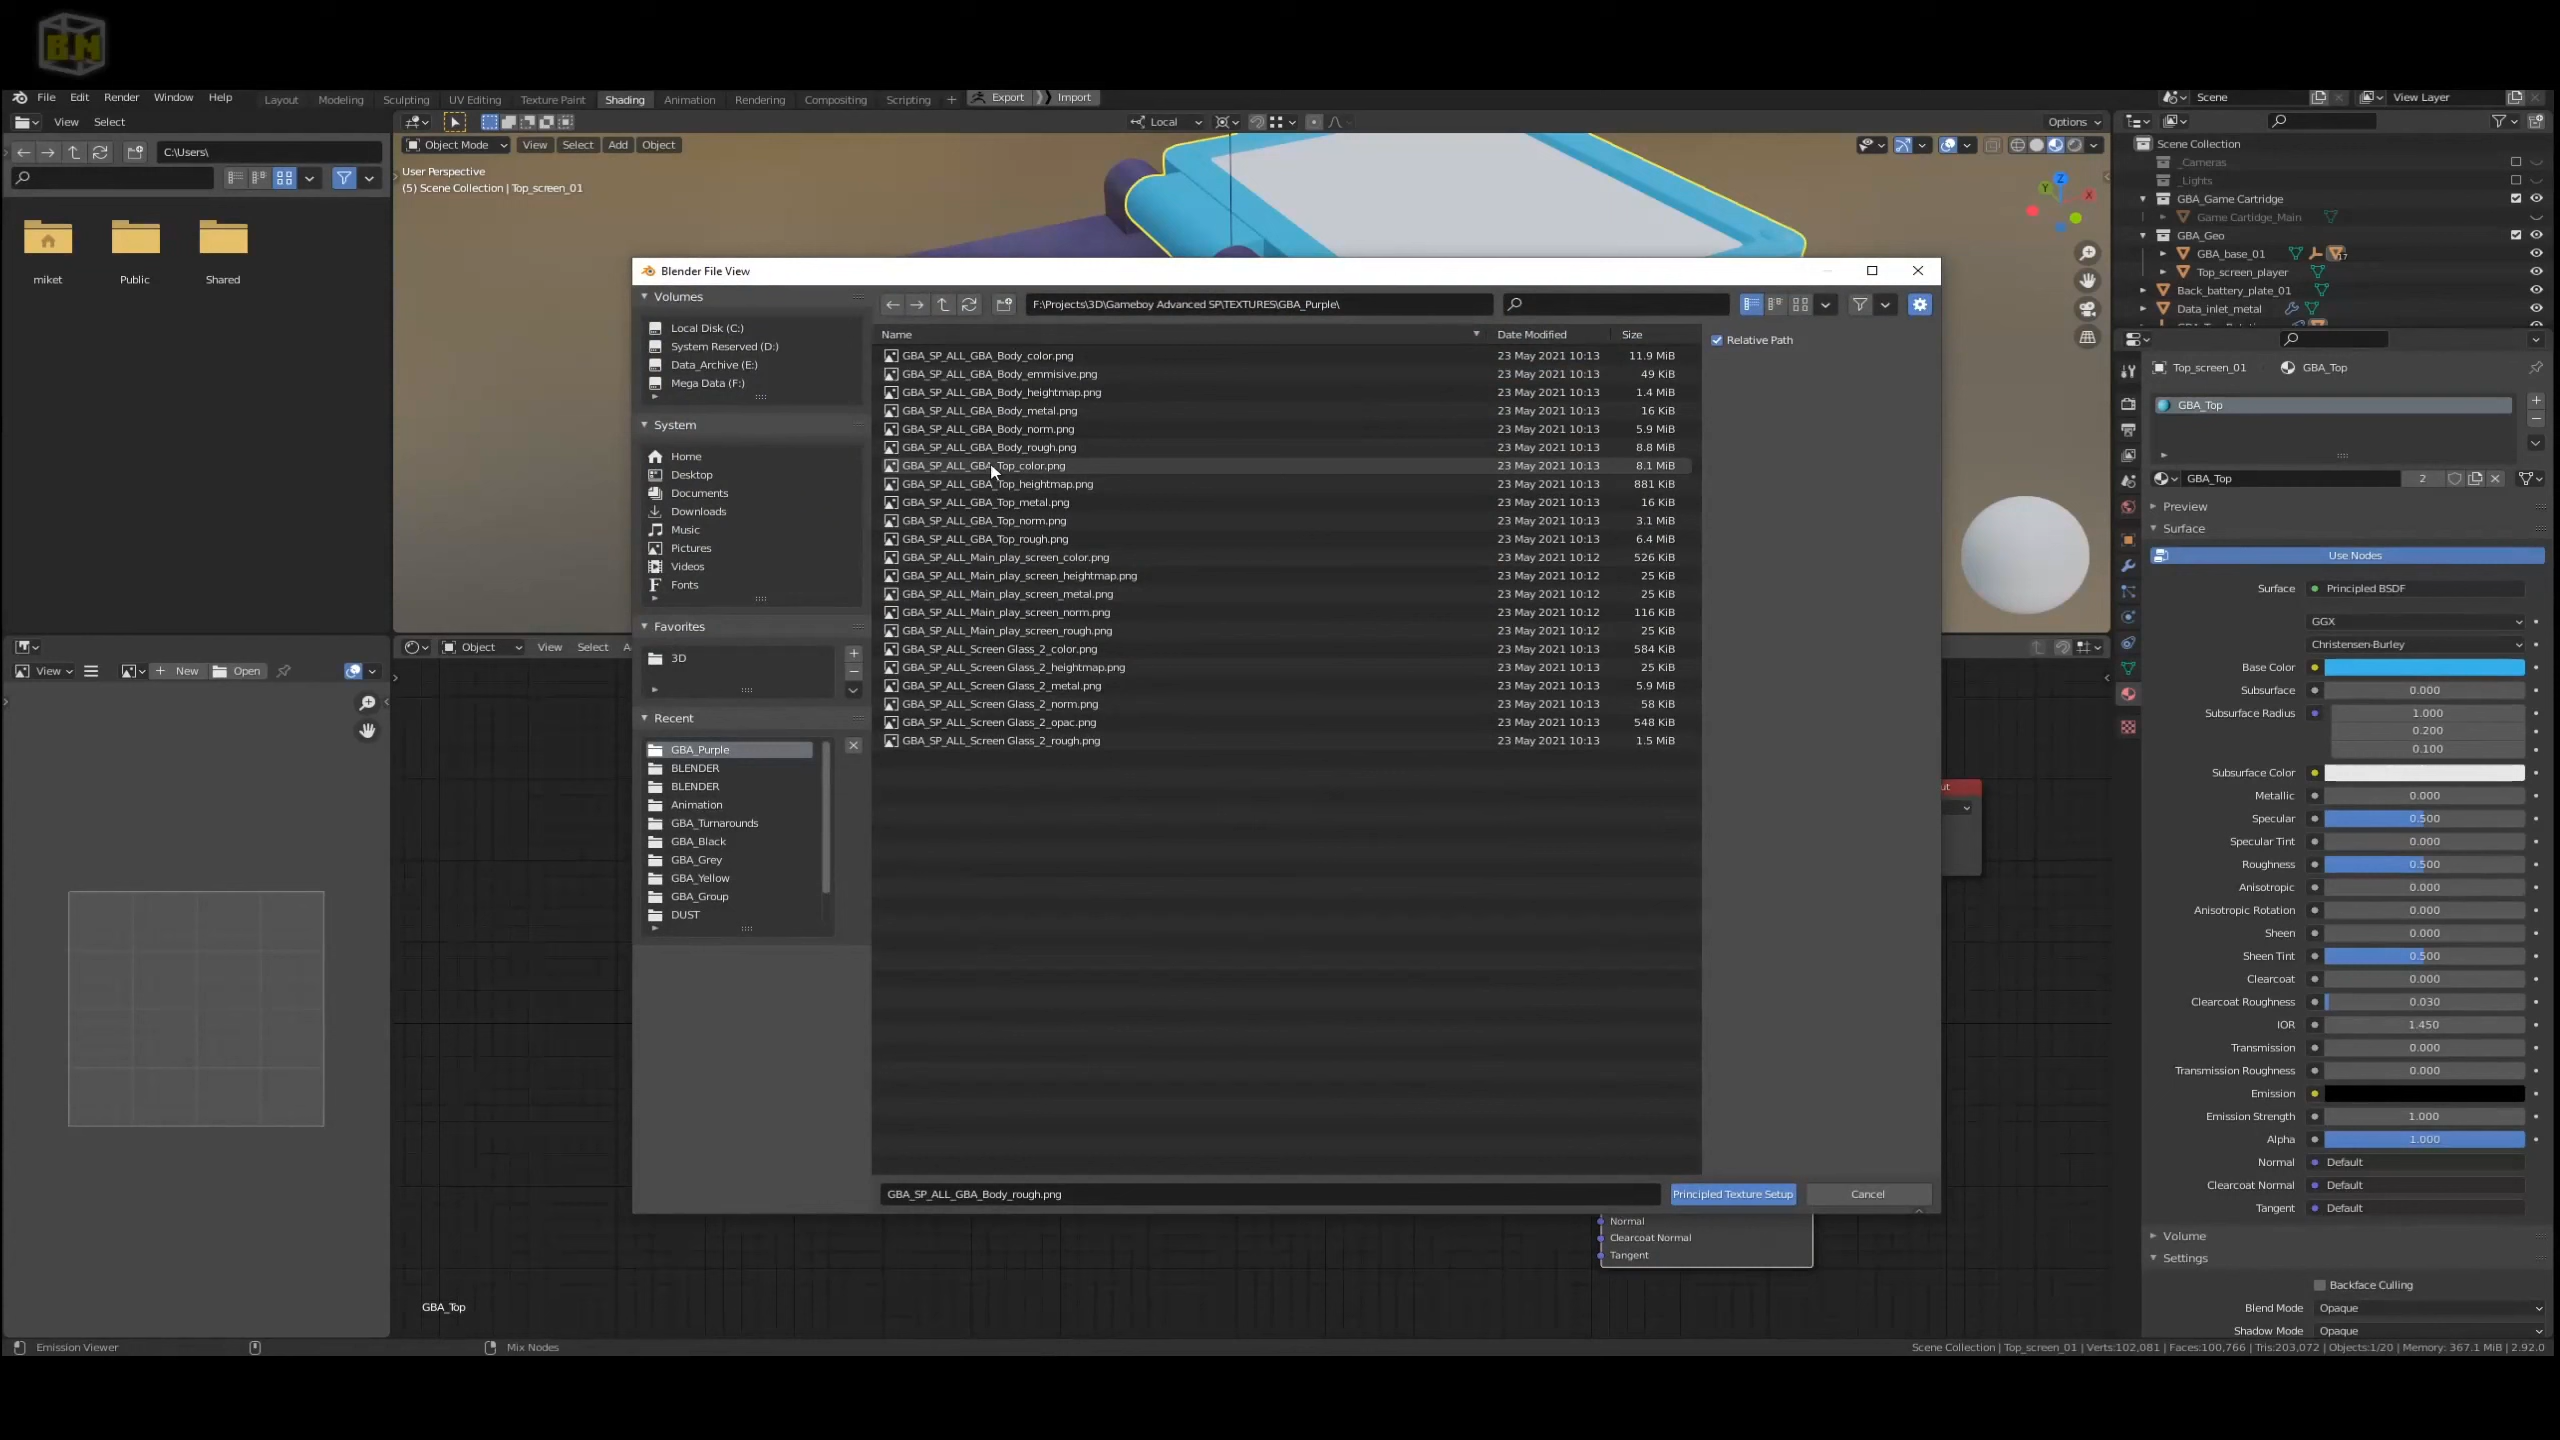 BM
File Edit Render Window Help
Layout Modeling Sculpting UV Editing Texture Paint Shading Animation Rendering Compositing Scripting + Export Import
Scene
View Layer
View Select
Local
Options
C:\Users\
Object Mode View Select Add Object
User Perspective
(5) Scene Collection | Top_screen_01
miket
Public
Shared
Z
Y
X
Scene Collection
_Cameras
_Lights
GBA_Game Cartridge
Game Cartidge_Main
GBA_Geo
GBA_base_01
17
Top_screen_player
Back_battery_plate_01
Data_inlet_metal
Blender File View
Volumes
Local Disk (C:)
System Reserved (D:)
Data_Archive (E:)
Mega Data (F:)
System
Home
Desktop
Documents
Downloads
Music
Pictures
Videos
Fonts
Favorites
3D
Recent
GBA_Purple
BLENDER
BLENDER
Animation
GBA_Turnarounds
GBA_Black
GBA_Grey
GBA_Yellow
GBA_Group
DUST
F:\Projects\3D\Gameboy Advanced SP\TEXTURES\GBA_Purple\
Name Date Modified Size
GBA_SP_ALL_GBA_Body_color.png 23 May 2021 10:13 11.9 MiB
GBA_SP_ALL_GBA_Body_emmisive.png 23 May 2021 10:13 49 KiB
GBA_SP_ALL_GBA_Body_heightmap.png 23 May 2021 10:13 1.4 MiB
GBA_SP_ALL_GBA_Body_metal.png 23 May 2021 10:13 16 KiB
GBA_SP_ALL_GBA_Body_norm.png 23 May 2021 10:13 5.9 MiB
GBA_SP_ALL_GBA_Body_rough.png 23 May 2021 10:13 8.8 MiB
GBA_SP_ALL_GBA_Top_color.png 23 May 2021 10:13 8.1 MiB
GBA_SP_ALL_GBA_Top_heightmap.png 23 May 2021 10:13 881 KiB
GBA_SP_ALL_GBA_Top_metal.png 23 May 2021 10:13 16 KiB
GBA_SP_ALL_GBA_Top_norm.png 23 May 2021 10:13 3.1 MiB
GBA_SP_ALL_GBA_Top_rough.png 23 May 2021 10:13 6.4 MiB
GBA_SP_ALL_Main_play_screen_color.png 23 May 2021 10:12 526 KiB
GBA_SP_ALL_Main_play_screen_heightmap.png 23 May 2021 10:12 25 KiB
GBA_SP_ALL_Main_play_screen_metal.png 23 May 2021 10:12 25 KiB
GBA_SP_ALL_Main_play_screen_norm.png 23 May 2021 10:12 116 KiB
GBA_SP_ALL_Main_play_screen_rough.png 23 May 2021 10:12 25 KiB
GBA_SP_ALL_Screen Glass_2_color.png 23 May 2021 10:13 584 KiB
GBA_SP_ALL_Screen Glass_2_heightmap.png 23 May 2021 10:13 25 KiB
GBA_SP_ALL_Screen Glass_2_metal.png 23 May 2021 10:13 5.9 MiB
GBA_SP_ALL_Screen Glass_2_norm.png 23 May 2021 10:13 58 KiB
GBA_SP_ALL_Screen Glass_2_opac.png 23 May 2021 10:13 548 KiB
GBA_SP_ALL_Screen Glass_2_rough.png 23 May 2021 10:13 1.5 MiB
Relative Path
GBA_SP_ALL_GBA_Body_rough.png Principled Texture Setup Cancel
Object View Select A
View + New Open
ut
Normal
Clearcoat Normal
Tangent
GBA_Top
Top_screen_01 GBA_Top
GBA_Top
GBA_Top 2
Preview
Surface
Use Nodes
Surface Principled BSDF
GGX
Christensen-Burley
Base Color
Subsurface 0.000
Subsurface Radius 1.000
0.200
0.100
Subsurface Color
Metallic 0.000
Specular 0.500
Specular Tint 0.000
Roughness 0.500
Anisotropic 0.000
Anisotropic Rotation 0.000
Sheen 0.000
Sheen Tint 0.500
Clearcoat 0.000
Clearcoat Roughness 0.030
IOR 1.450
Transmission 0.000
Transmission Roughness 0.000
Emission
Emission Strength 1.000
Alpha 1.000
Normal Default
Clearcoat Normal Default
Tangent Default
Volume
Settings
Backface Culling
Blend Mode Opaque
Shadow Mode Opaque
Emission Viewer
Mix Nodes
Scene Collection | Top_screen_01 | Verts:102,081 | Faces:100,766 | Tris:203,072 | Objects:1/20 | Memory: 367.1 MiB | 2.92.0